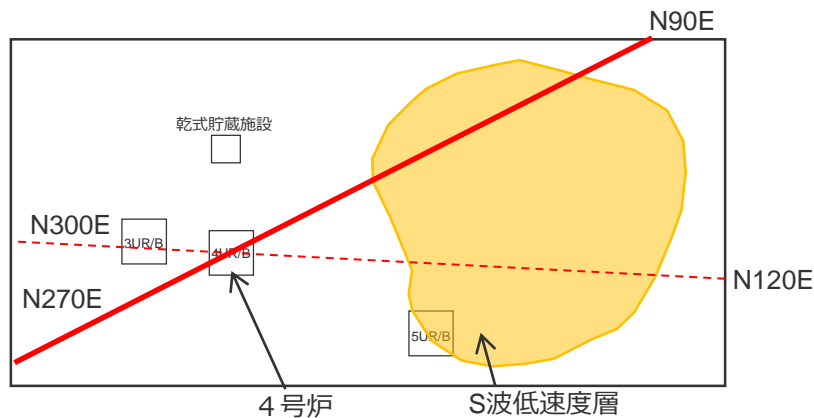 N90E
乾式貯蔵施設
N300E
3UR/B
4UR/B
N120E
N270E
5UR/B
４号炉
S波低速度層